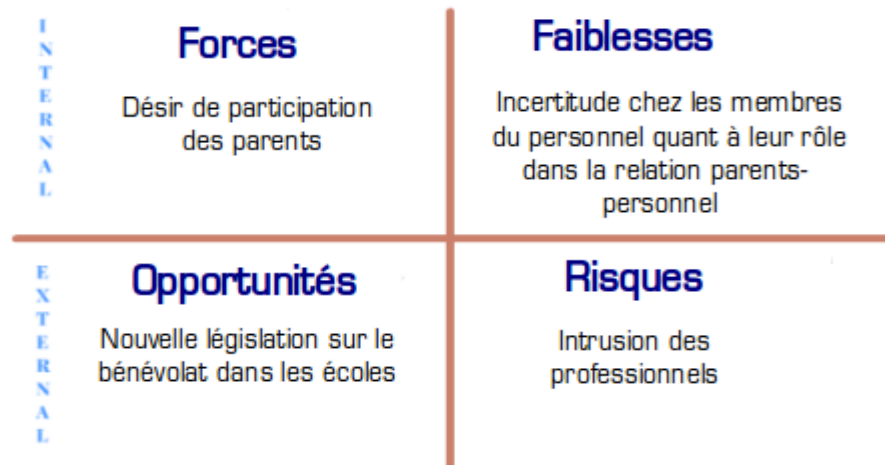 INTERNAL
Forces
Désir de participation
des parents
Faiblesses
Incertitude chez les membres
du personnel quant à leur rôle
dans la relation parents-
personnel
EXTERNAL
Opportunités
Nouvelle législation sur le
bénévolat dans les écoles
Risques
Intrusion des
professionnels